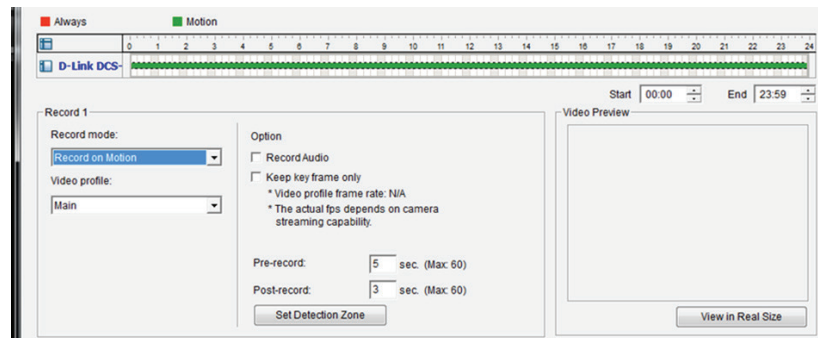 Always Motion
0 1 2 3 4 5 6 7 8 9 10 11 12 13 14 15 16 17 18 19 20 21 22 23 24
D-Link DCS-
Start 00:00 End 23:59
Record 1
Record mode:
Record on Motion
Video profile:
Main
Option
Record Audio
Keep key frame only
* Video profile frame rate: N/A
* The actual fps depends on camera
streaming capability.
Pre-record: 5 sec. (Max: 60)
Post-record: 3 sec. (Max: 60)
Set Detection Zone
Video Preview
View in Real Size